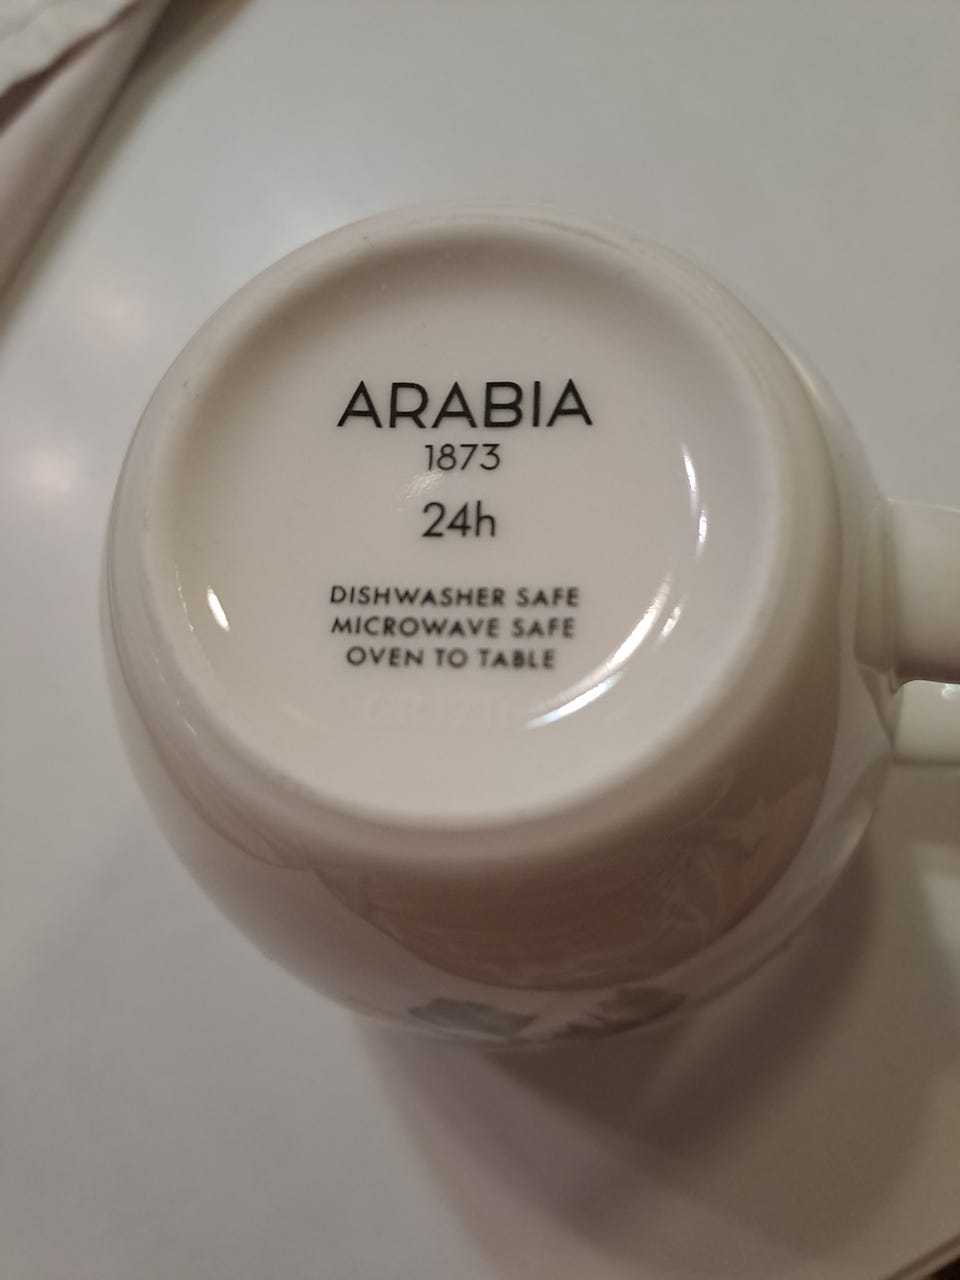 ARABIA
1873
24h
DISHWASHER SAFE
MICROWAVE SAFE
OVEN TO TABLE